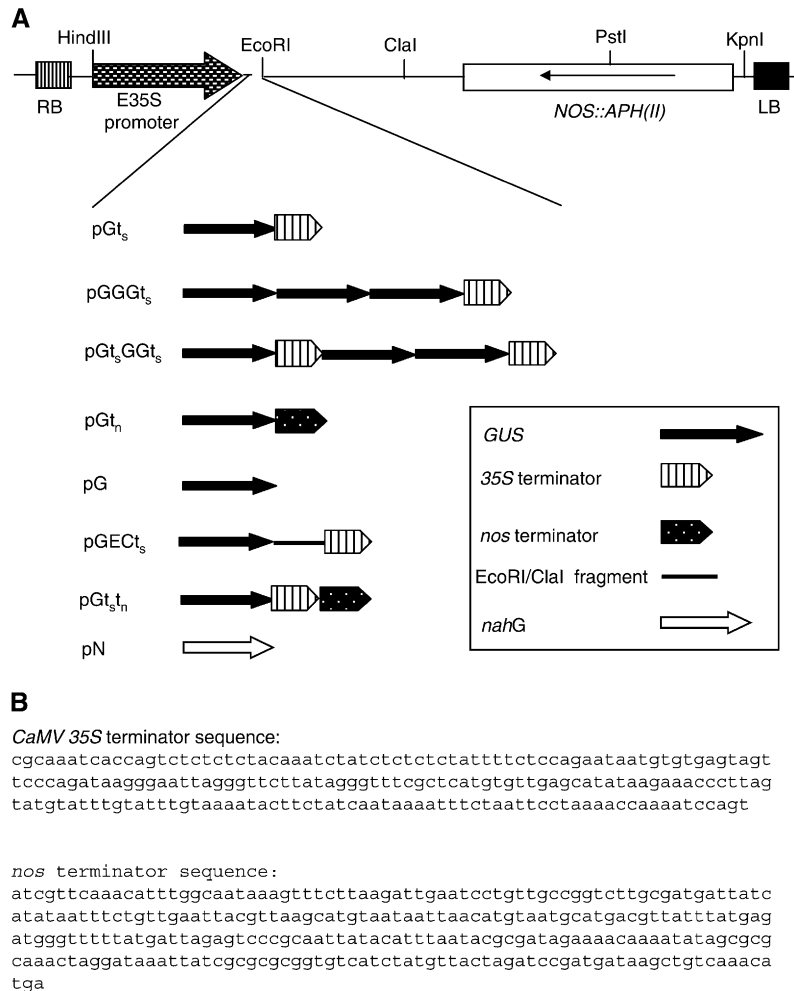 A
HindIII
EcoRI
ClaI
PstI
KpnI
RB
E35S
promoter
NOS::APH(II)
LB
pGts
pGGGts
pGtsGGts
pGtn
pG
pGECts
pGtstn
pN
GUS
35S terminator
nos terminator
EcoRI/ClaI fragment
nahG
B
CaMV 35S terminator sequence:
cgcaaatcaccagtctctctctacaaatctatctctctctattttctccagaataatgtgtgagtagt
tcccagataagggaattagggttcttatagggtttcgctcatgtgttgagcatataagaaacccttag
tatgtatttgtatttgtaaaatacttctatcaataaaatttctaattcctaaaaccaaaatccagt
nos terminator sequence:
atcgttcaaacatttggcaataaagtttcttaagattgaatcctgttgccggtcttgcgatgattatc
atataatttctgttgaattacgttaagcatgtaataattaacatgtaatgcatgacgttatttatgag
atgggtttttatgattagagtcccgcaattatacatttaatacgcgatagaaaacaaaatatagcgcg
caaactaggataaattatcgcgcgcggtgtcatctatgttactagatccgatgataagctgtcaaaca
tga